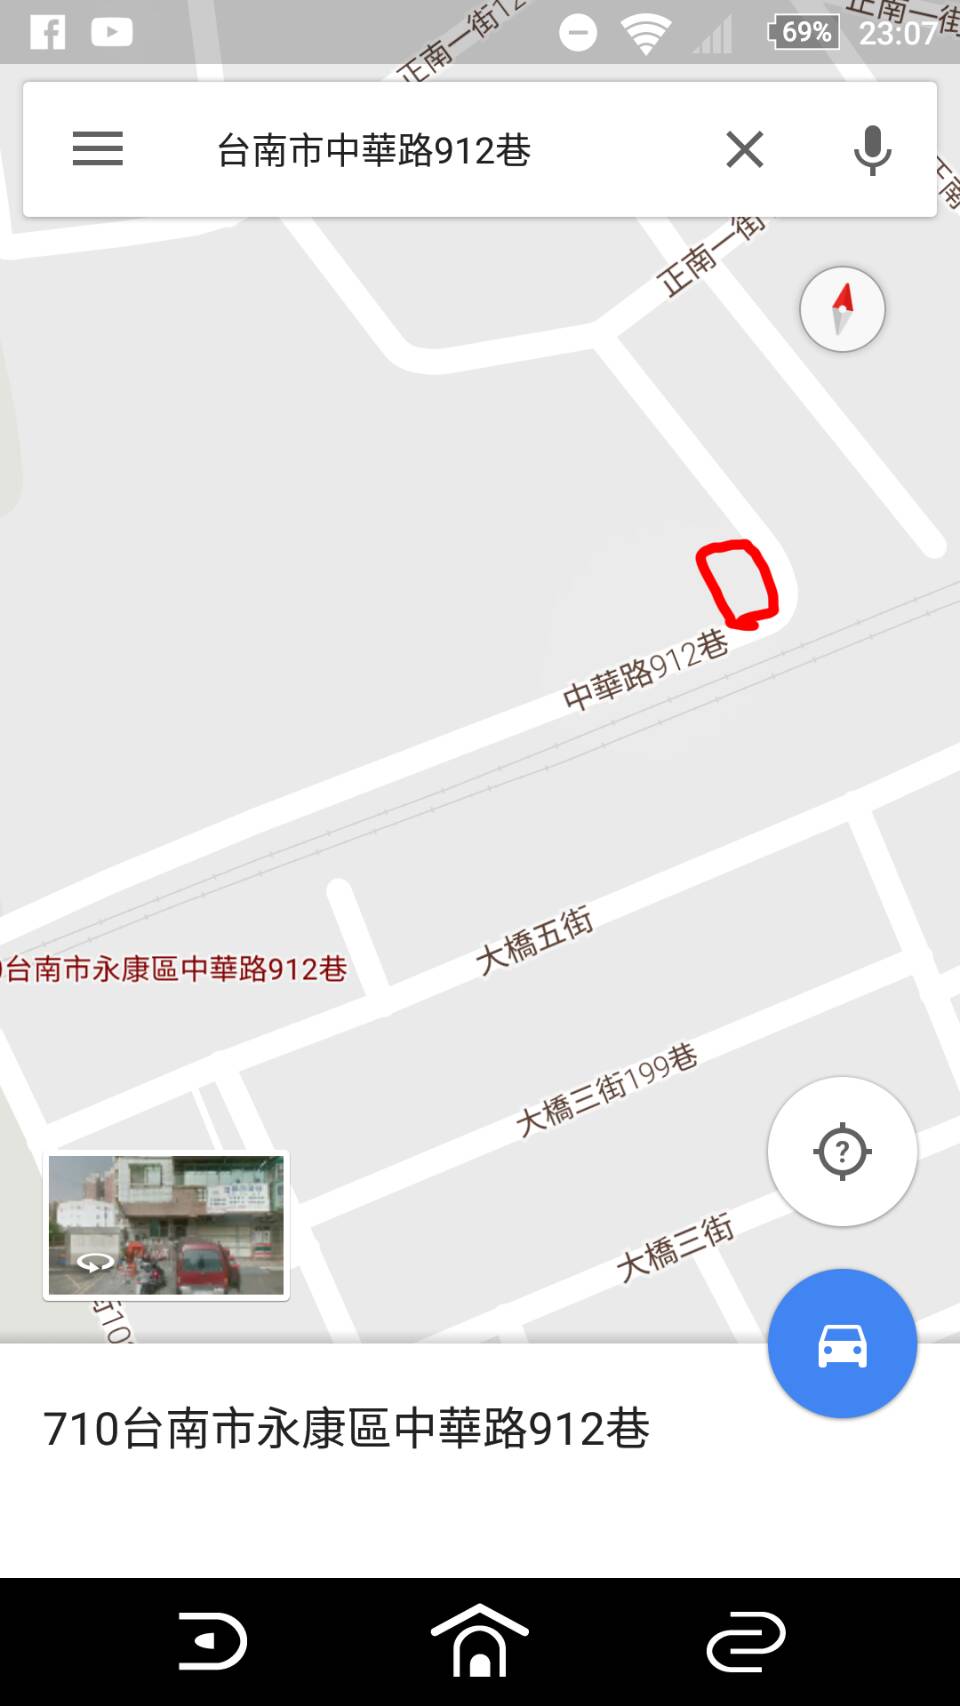 69% 23:07
正南一街12
正南一街
台南市中華路912巷
正南一街
中華路912巷
大橋五街
台南市永康區中華路912巷
大橋三街199巷
大橋三街
街10
710台南市永康區中華路912巷